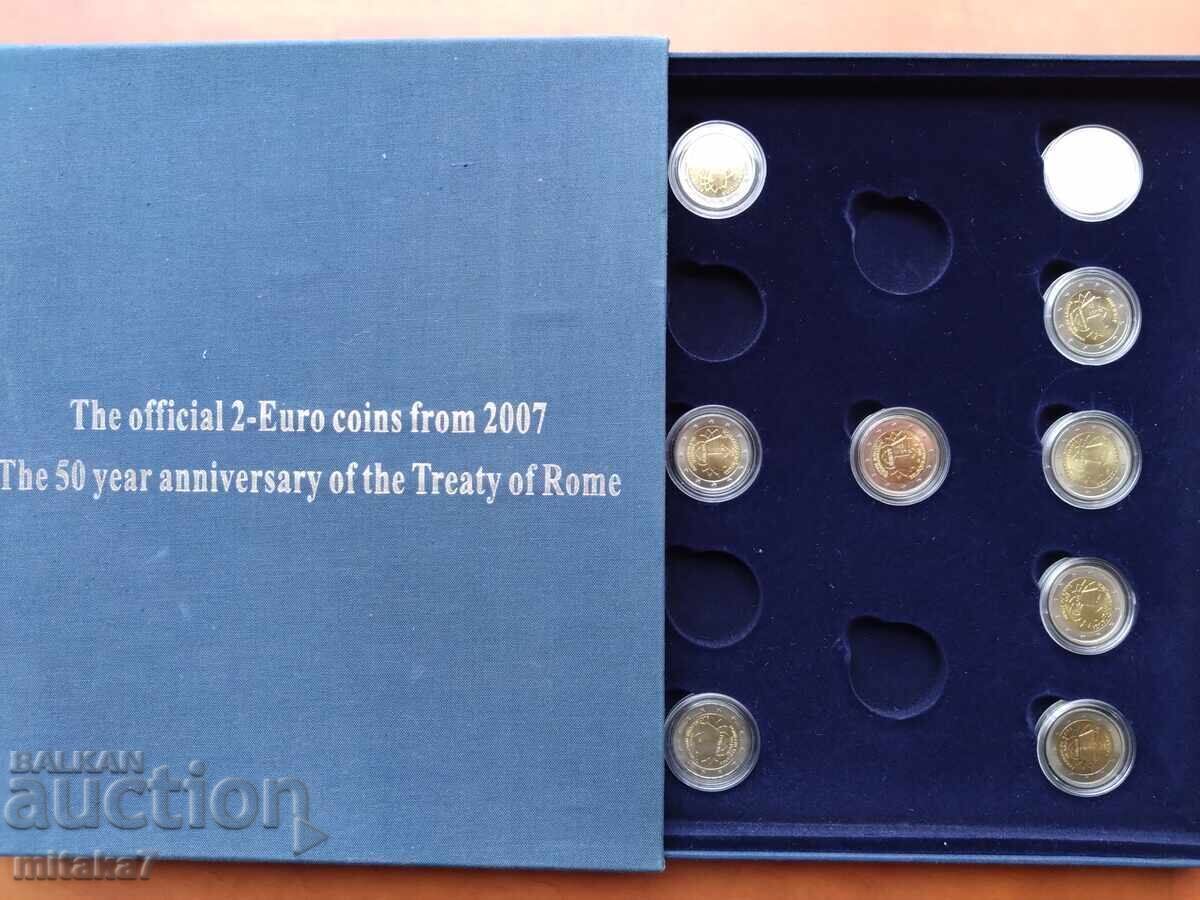 The official 2-Euro coins from 2007
The 50 year anniversary of the Treaty of Rome
BALKAN
auction
mitaka7